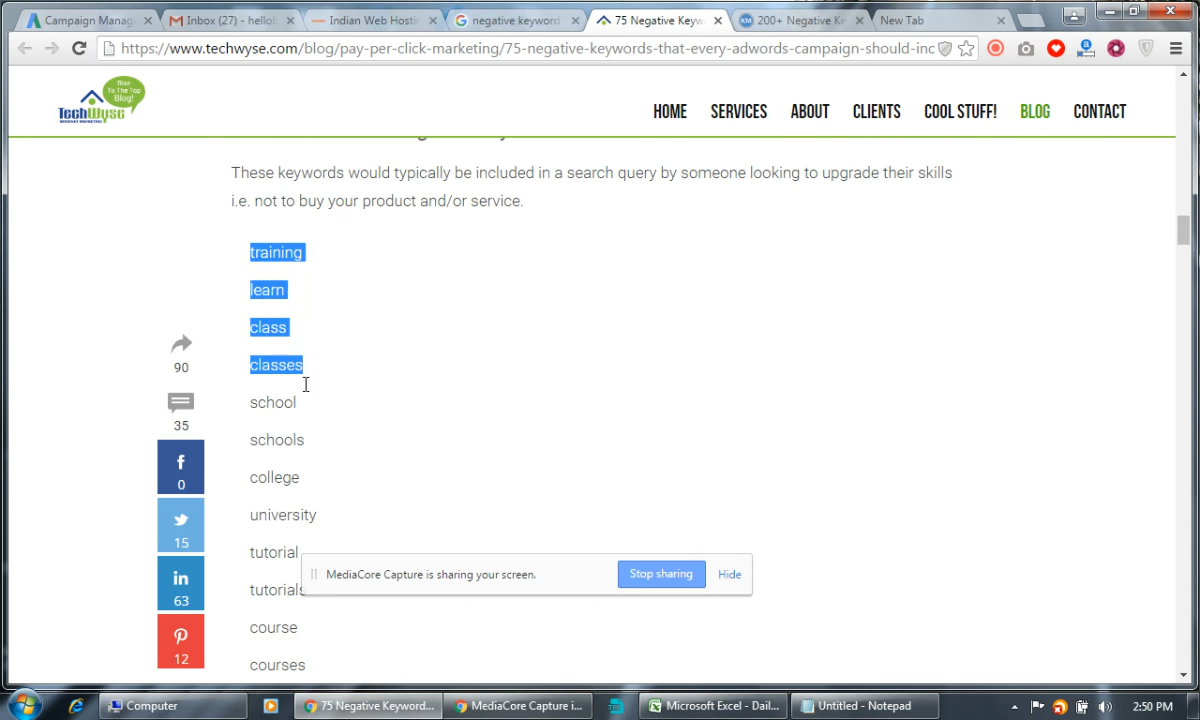 Campaign Manag
Inbox (27) - hellob
Indian Web Hostin
negative keyword
75 Negative Keyw
200+ Negative Ke
New Tab
https://www.techwyse.com/blog/pay-per-click-marketing/75-negative-keywords-that-every-adwords-campaign-should-inc
Rise To The Top Blog!
TechWyse
INTERNET MARKETING
HOME
SERVICES
ABOUT
CLIENTS
COOL STUFF!
BLOG
CONTACT
These keywords would typically be included in a search query by someone looking to upgrade their skills
i.e. not to buy your product and/or service.
training
learn
class
classes
90
school
35
schools
0
college
university
15
tutorial
MediaCore Capture is sharing your screen.
Stop sharing
Hide
tutorials
63
course
12
courses
Computer
75 Negative Keyword...
MediaCore Capture i...
Microsoft Excel - Dail...
Untitled - Notepad
2:50 PM